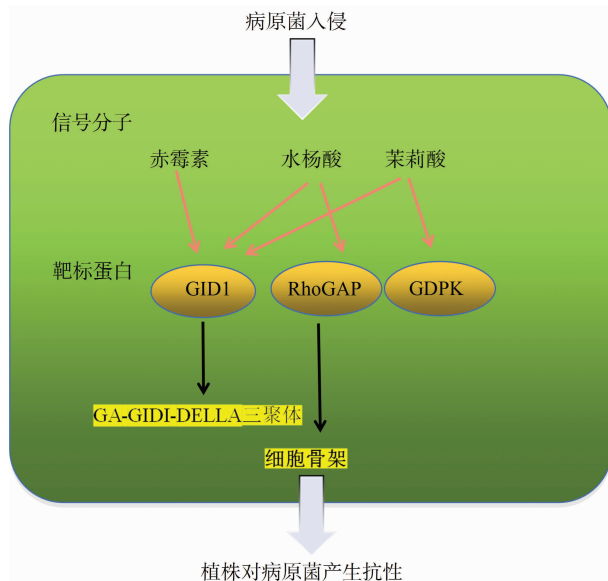 病原菌入侵
信号分子
赤霉素 水杨酸 茉莉酸
靶标蛋白
GID1 RhoGAP GDPK
GA-GIDI-DELLA三聚体
细胞骨架
植株对病原菌产生抗性